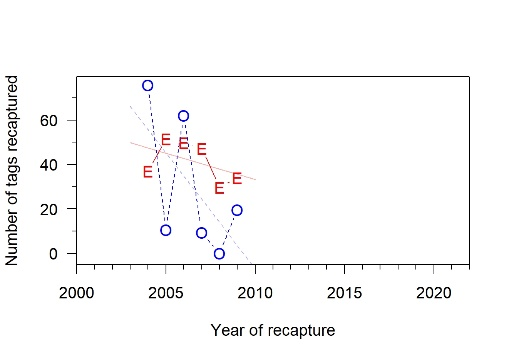 Number of tags recaptured
60
40
20
0
O
E
E
O
E
O
E
O
E
O
E
O
2000
2005
2010
2015
2020
Year of recapture